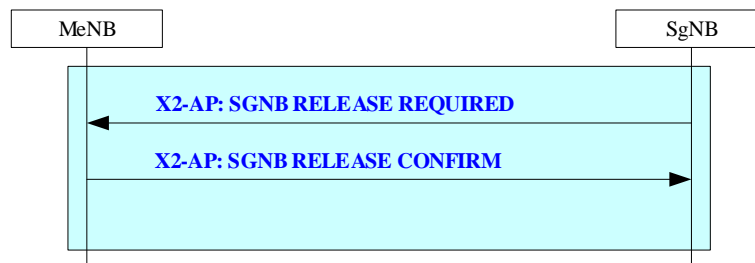 MeNB
SgNB
X2-AP: SGNB RELEASE REQUIRED
X2-AP: SGNB RELEASE CONFIRM